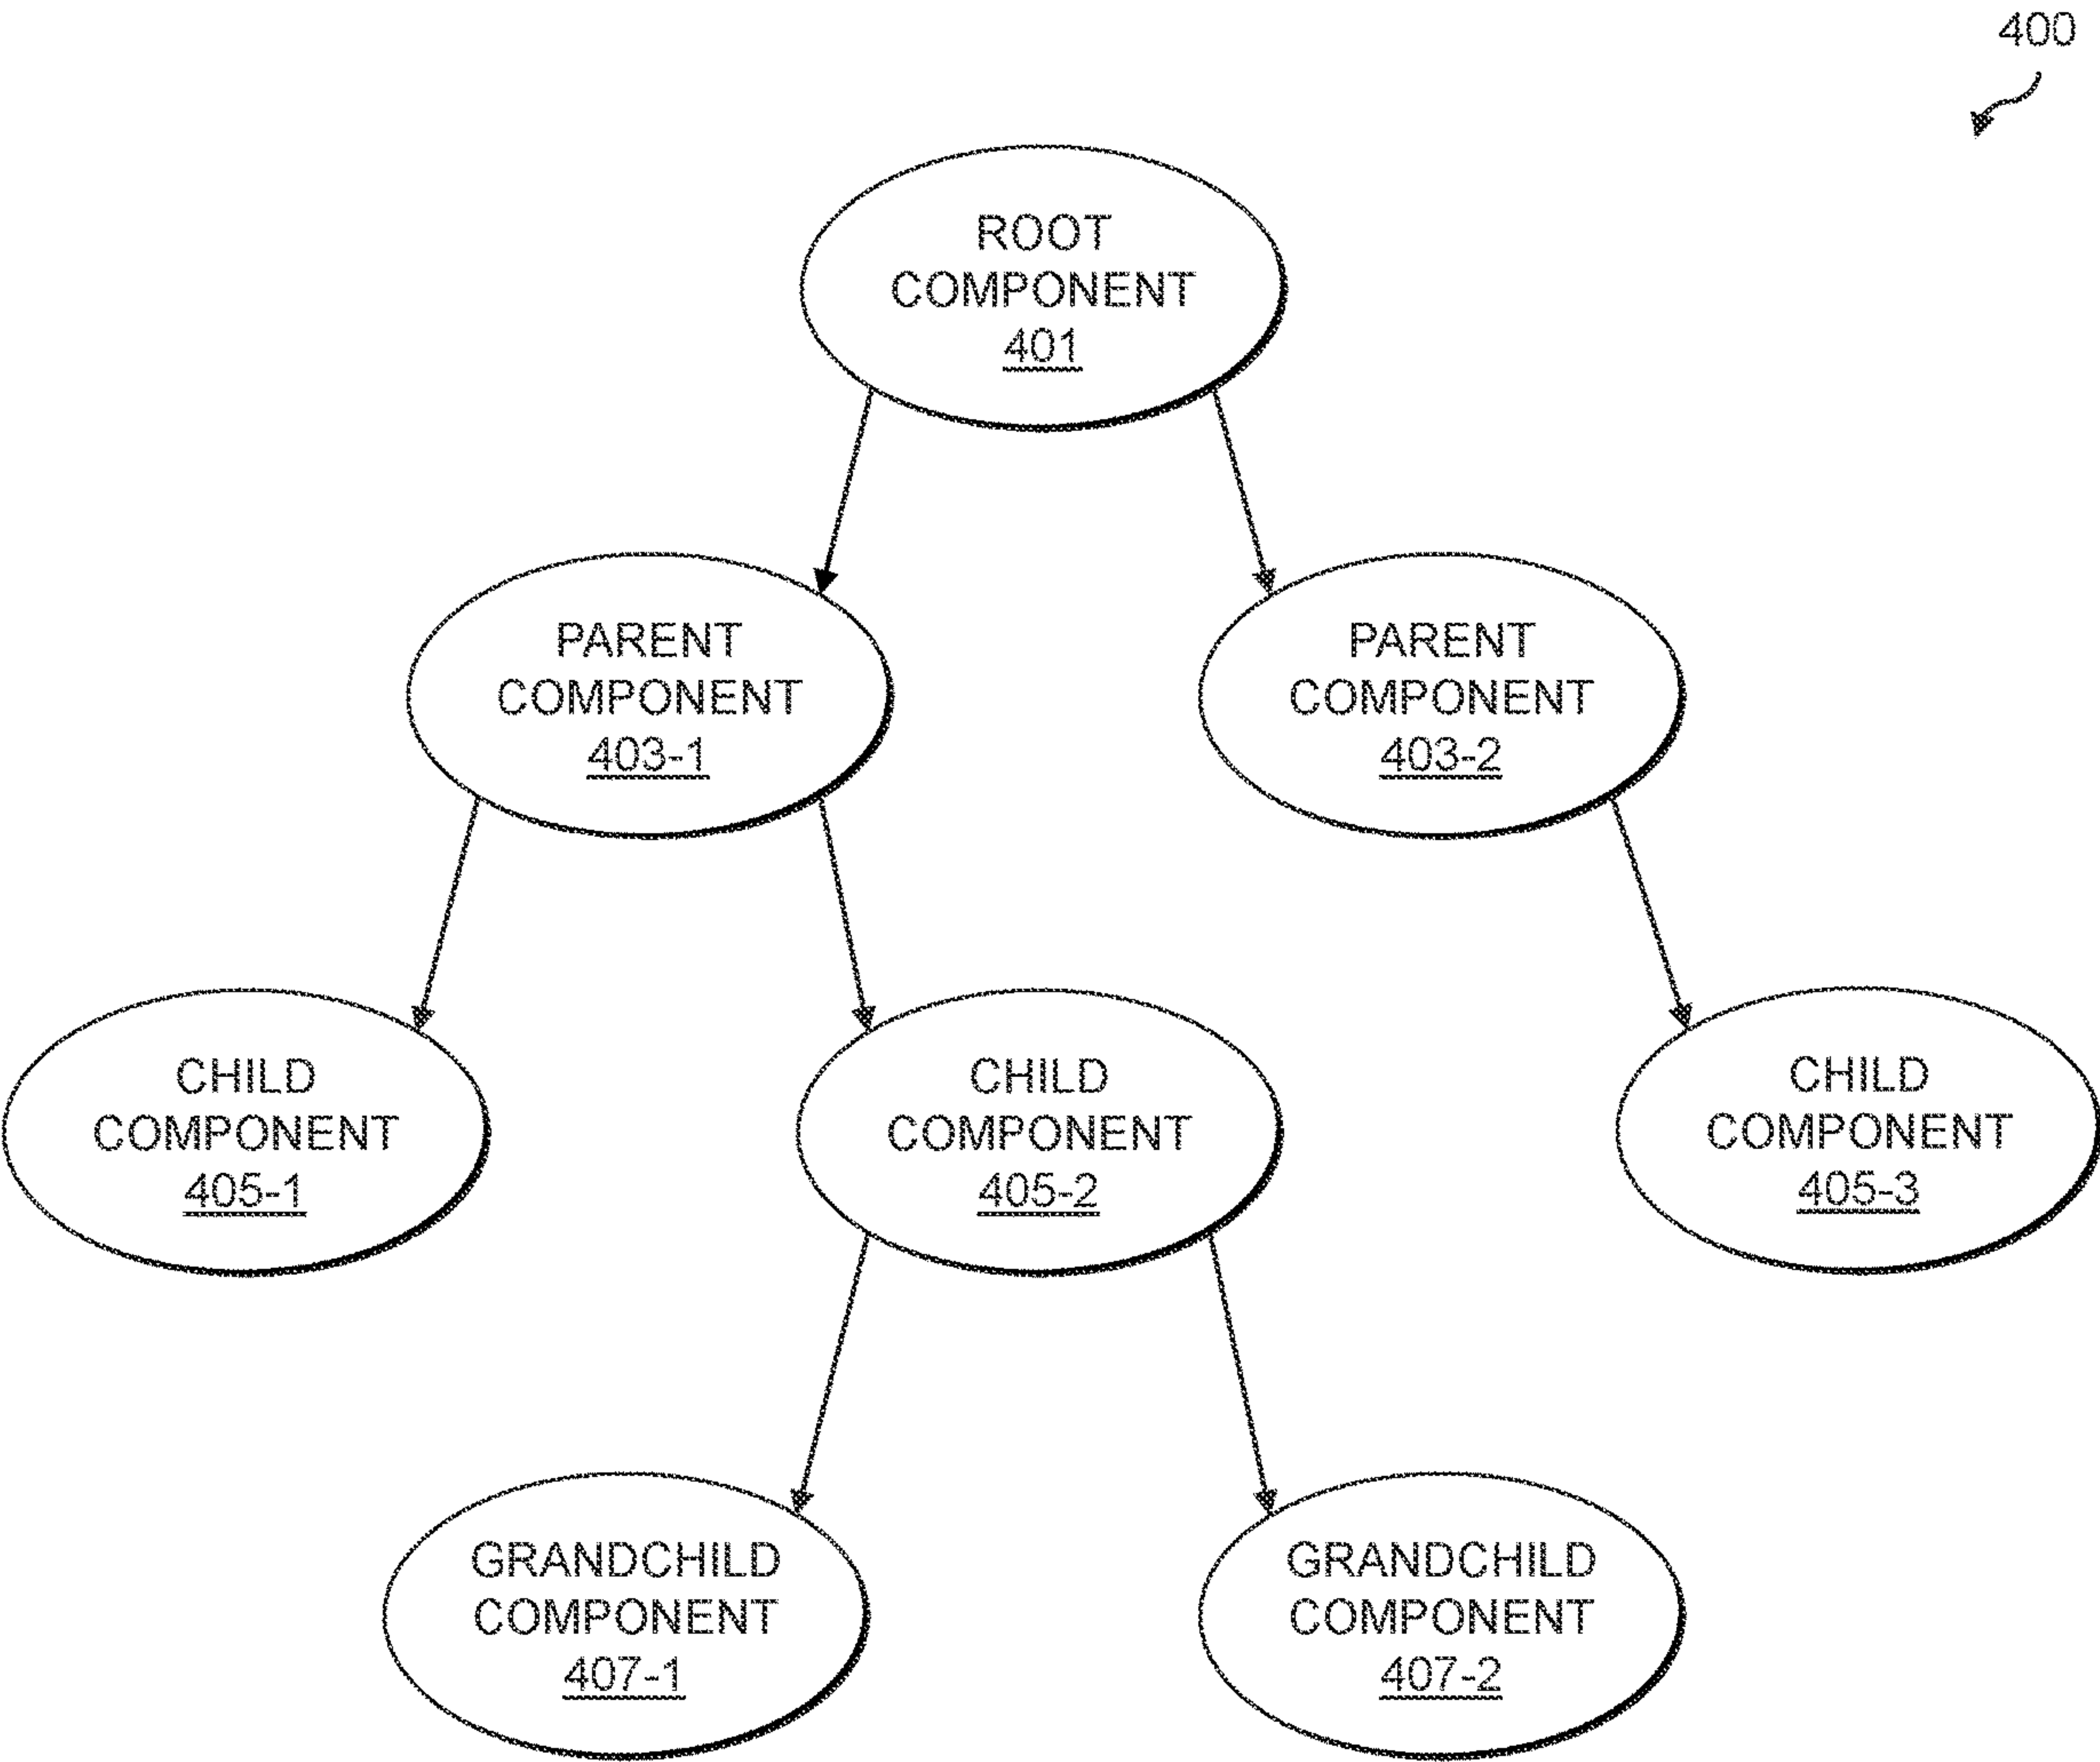 400
ROOT
COMPONENT
401
PARENT
COMPONENT
403-1
PARENT
COMPONENT
403-2
CHILD
COMPONENT
405-1
CHILD
COMPONENT
405-2
CHILD
COMPONENT
405-3
GRANDCHILD
COMPONENT
407-1
GRANDCHILD
COMPONENT
407-2